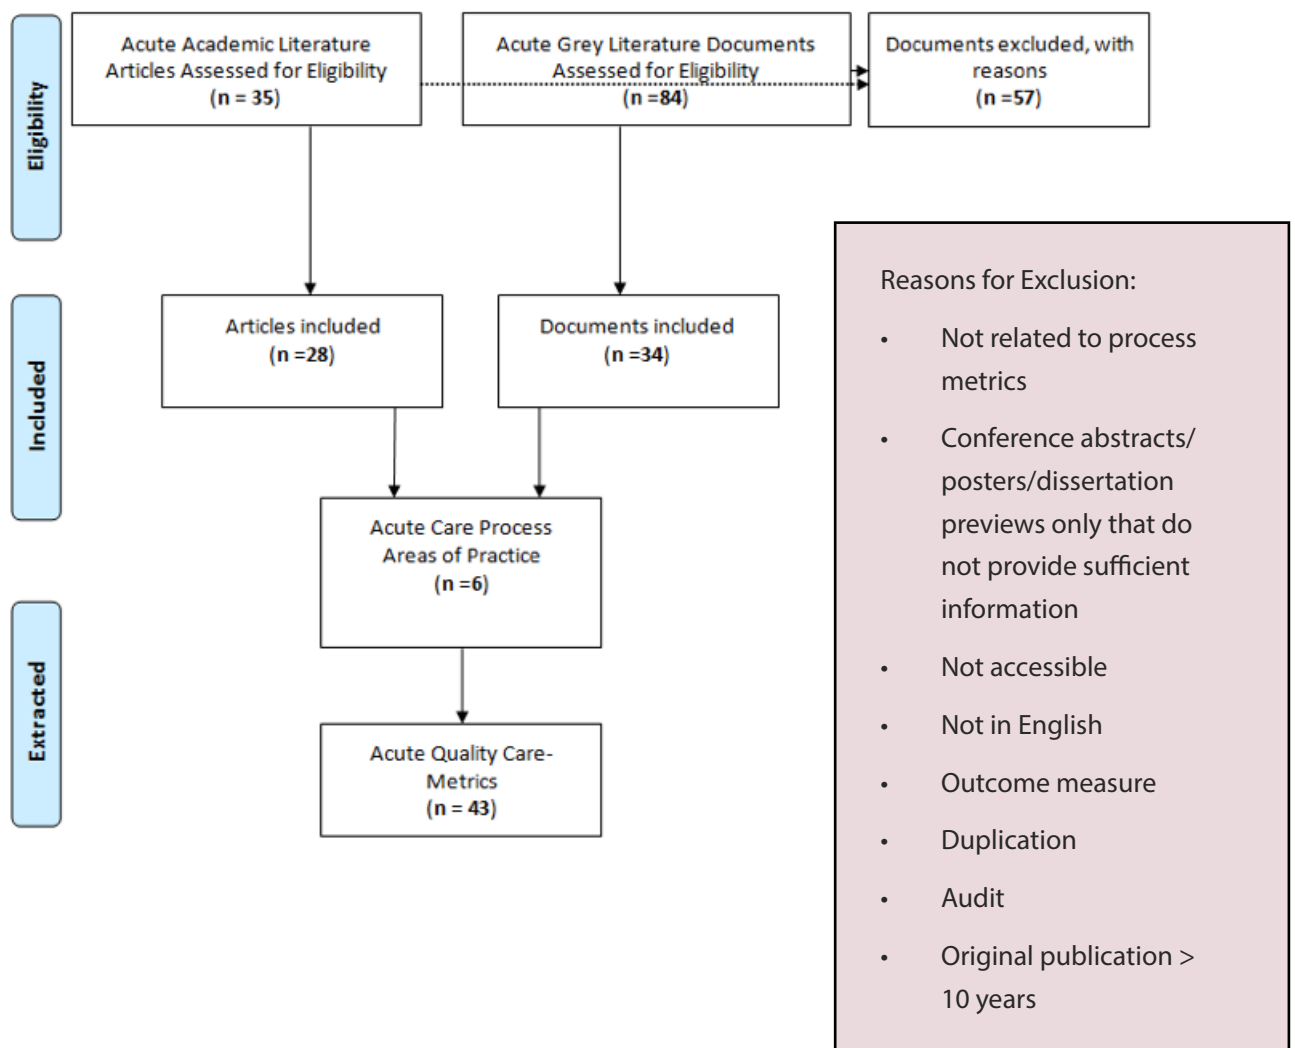 Eligibility
Acute Academic Literature
Articles Assessed for Eligibility
(n = 35)
Acute Grey Literature Documents
Assessed for Eligibility
(n =84)
Documents excluded, with
reasons
(n =57)
Included
Articles included
(n =28)
Documents included
(n =34)
Acute Care Process
Areas of Practice
(n =6)
Extracted
Acute Quality Care-
Metrics
(n = 43)
Reasons for Exclusion:
• Not related to process
metrics
• Conference abstracts/
posters/dissertation
previews only that do
not provide sufficient
information
• Not accessible
• Not in English
• Outcome measure
• Duplication
• Audit
• Original publication >
10 years